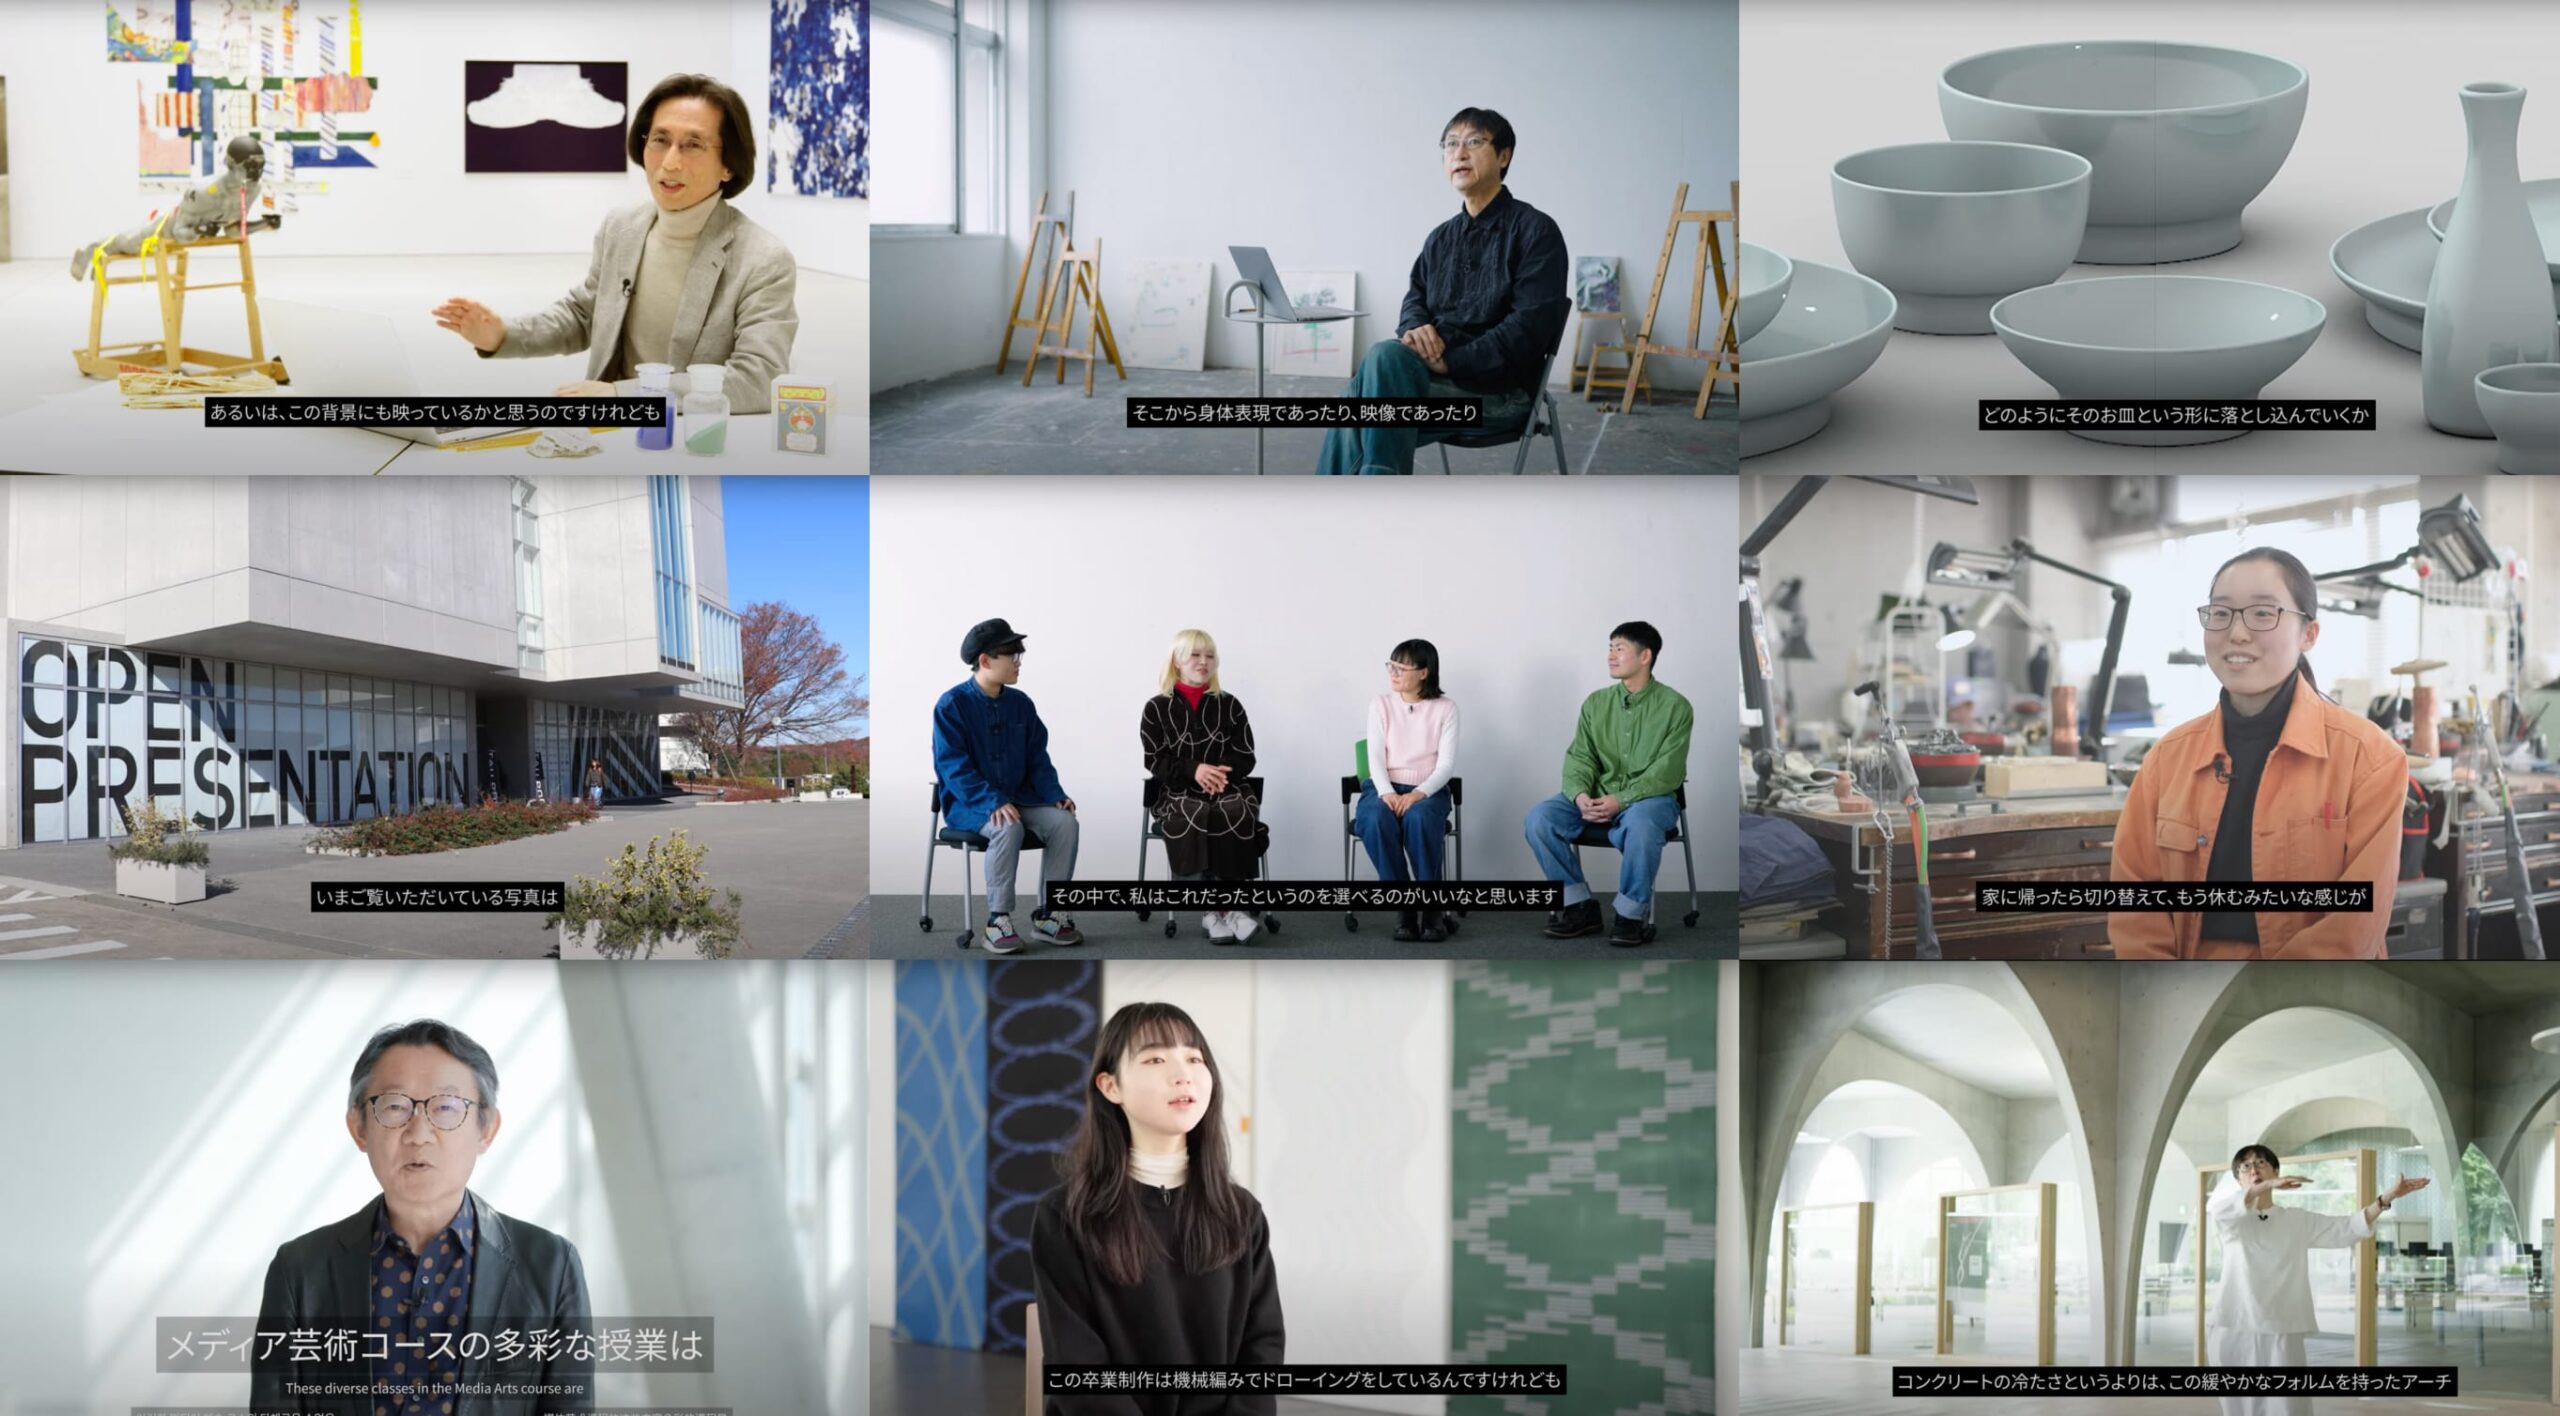 あるいは、この背景にも映っているかと思うのですけれども
そこから身体表現であったり、映像であったり
どのようにそのお皿という形に落とし込んでいくか
OPEN
PRESENTATION
いまご覧いただいている写真は
その中で、私はこれだったというのを選べるのがいいなと思います
家に帰ったら切り替えて、もう休むみたいな感じが
メディア芸術コースの多彩な授業は
These diverse classes in the Media Arts course are
この卒業制作は機械編みでドローイングをしているんですけれども
コンクリートの冷たさというよりは、この緩やかなフォルムを持ったアーチ